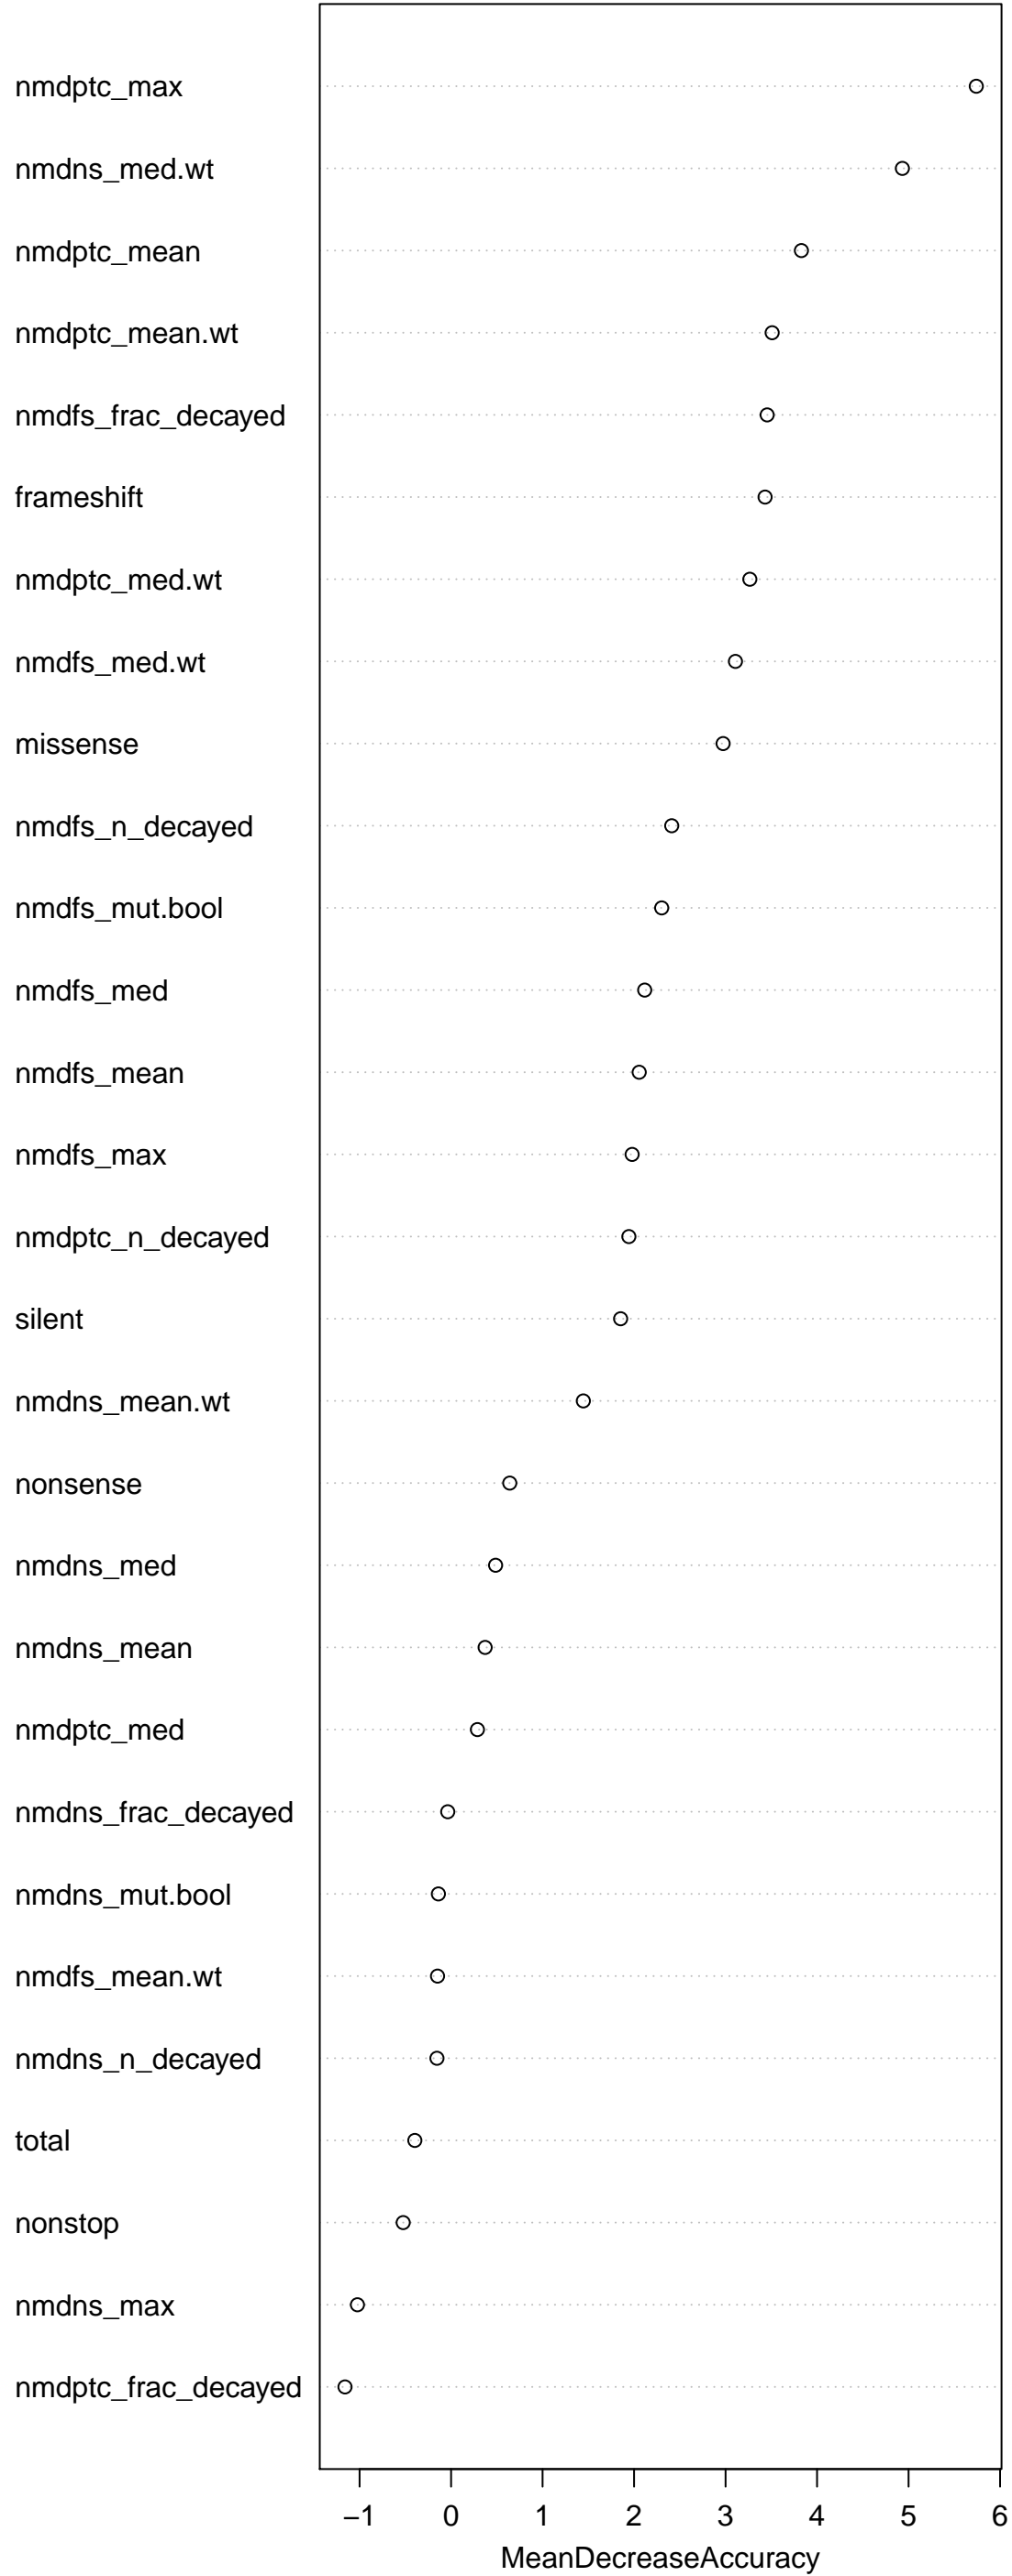 nmdptc_max
nmdns_med.wt
nmdptc_mean
nmdptc_mean.wt
nmdfs_frac_decayed
frameshift
nmdptc_med.wt
nmdfs_med.wt
missense
nmdfs_n_decayed
nmdfs_mut.bool
nmdfs_med
nmdfs_mean
nmdfs_max
nmdptc_n_decayed
silent
nmdns_mean.wt
nonsense
nmdns_med
nmdns_mean
nmdptc_med
nmdns_frac_decayed
nmdns_mut.bool
nmdfs_mean.wt
nmdns_n_decayed
total
nonstop
nmdns_max
nmdptc_frac_decayed
−1 0 1 2 3 4 5 6
MeanDecreaseAccuracy